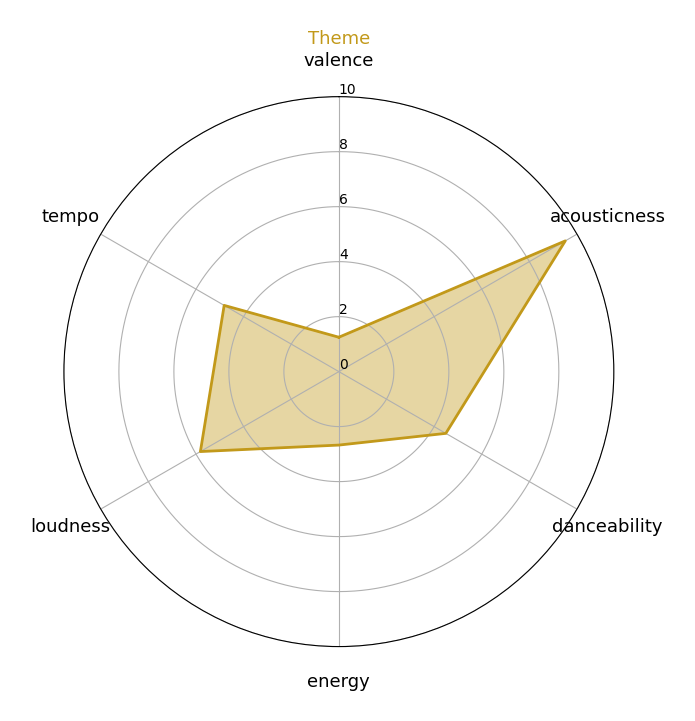 Theme
valence
10
8
tempo
6
acousticness
4
2
0
loudness
danceability
energy